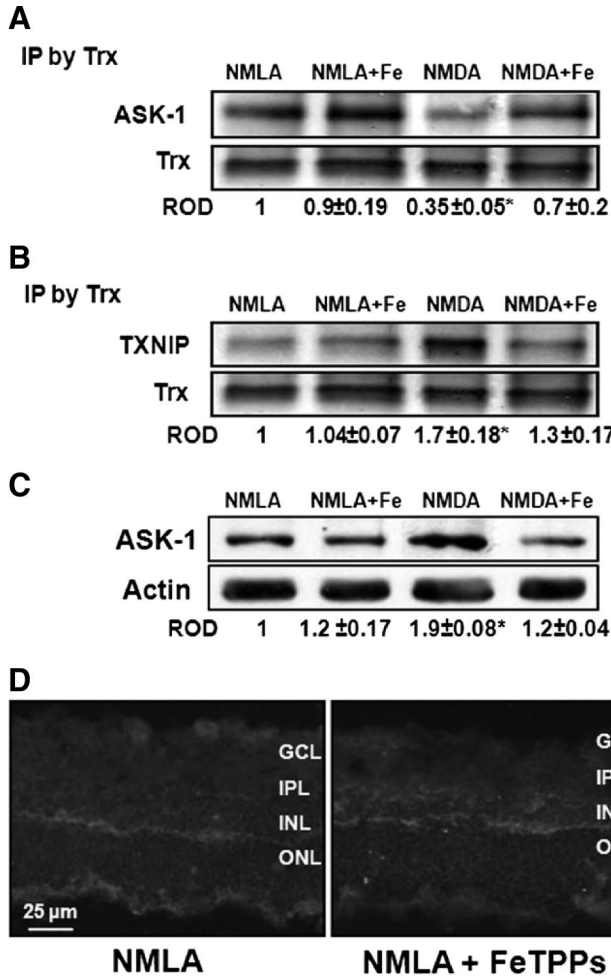 A
IP by Trx
NMLA NMLA+Fe NMDA NMDA+Fe
ASK-1
Trx
ROD 1 0.9±0.19 0.35±0.05* 0.7±0.2
B
IP by Trx
NMLA NMLA+Fe NMDA NMDA+Fe
TXNIP
Trx
ROD 1 1.04±0.07 1.7±0.18* 1.3±0.17
C
NMLA NMLA+Fe NMDA NMDA+Fe
ASK-1
Actin
ROD 1 1.2 ±0.17 1.9±0.08* 1.2±0.04
D
GCL G
IPL IP
INL IN
ONL O
25 µm
NMLA NMLA + FeTPPs